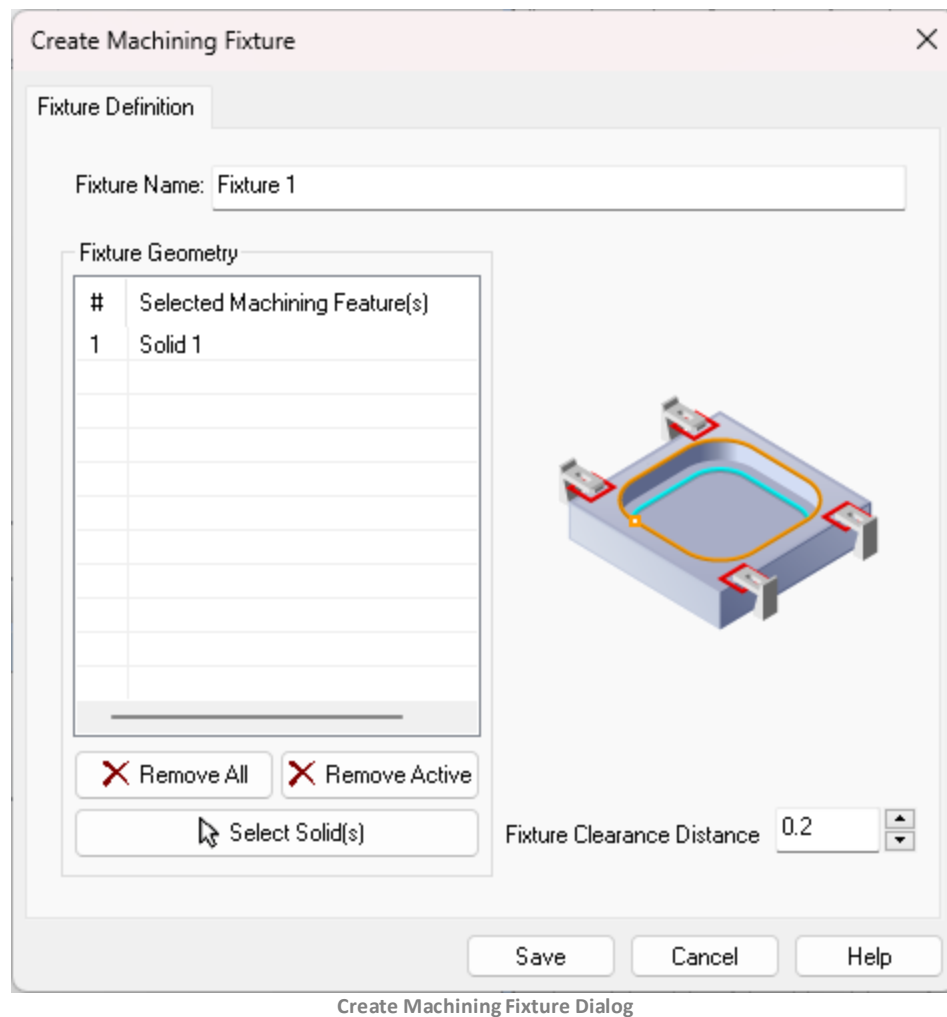 Create Machining Fixture
Fixture Definition
Fixture Name: Fixture 1
Fixture Geometry
# Selected Machining Feature(s)
1 Solid 1
Remove All Remove Active
Select Solid(s)
Fixture Clearance Distance 0.2
Save Cancel Help
Create Machining Fixture Dialog